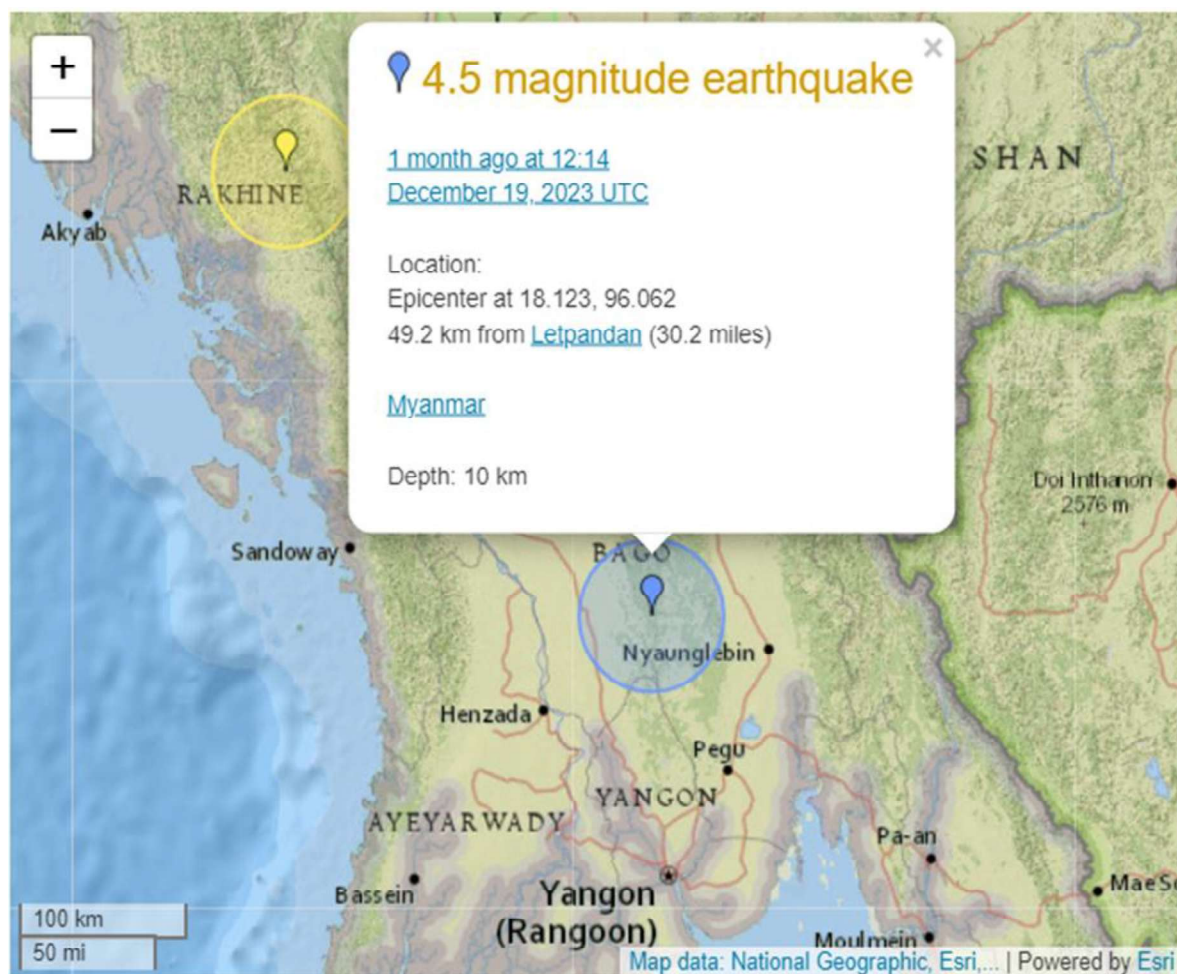 +
−
×
4.5 magnitude earthquake
1 month ago at 12:14
December 19, 2023 UTC
Location:
Epicenter at 18.123, 96.062
49.2 km from Letpandan (30.2 miles)
Myanmar
Depth: 10 km
SHAN
RAKHINE
Akyab
Doi Inthanon
2576 m
Sandoway
BAGO
Nyaunglebin
Henzada
Pegu
YANGON
AYEYARWADY
Pa-an
Bassein
Yangon
(Rangoon)
MaeSo
Moulmein
100 km
50 mi
Map data: National Geographic, Esri,... | Powered by Esri